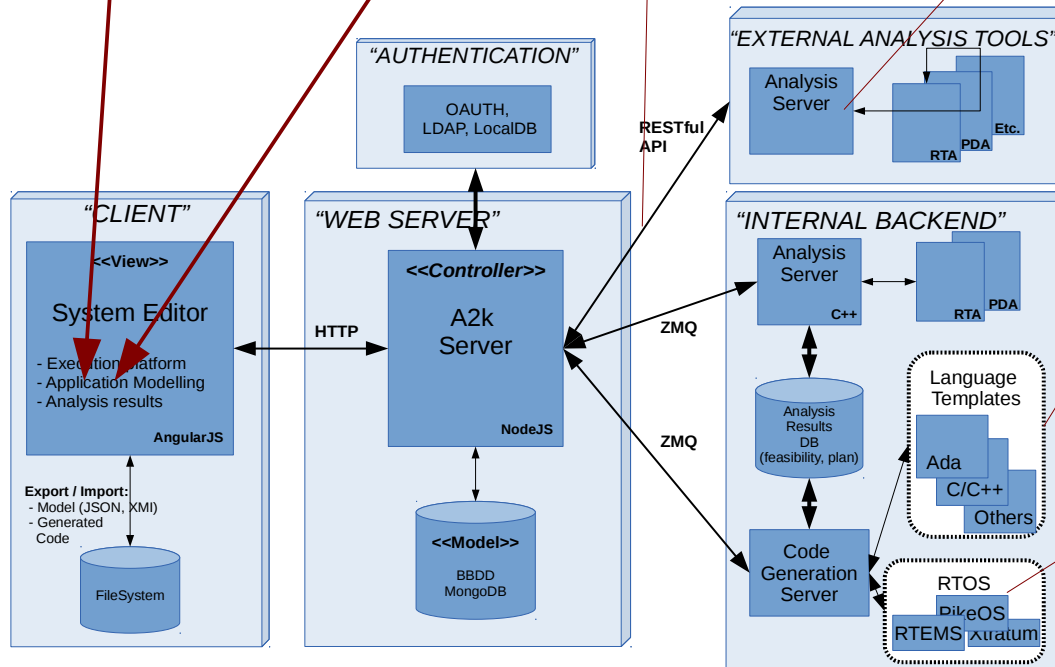 “AUTHENTICATION”
OAUTH,
LDAP, LocalDB
“EXTERNAL ANALYSIS TOOLS”
Analysis
Server
RTA
PDA
Etc.
RESTful
API
“CLIENT”
<<View>>
System Editor
- Execution platform
- Application Modelling
- Analysis results
AngularJS
Export / Import:
- Model (JSON, XMI)
- Generated
Code
FileSystem
HTTP
“WEB SERVER”
<<Controller>>
A2k
Server
NodeJS
<<Model>>
BBDD
MongoDB
ZMQ
ZMQ
“INTERNAL BACKEND”
Analysis
Server
C++
RTA
PDA
Analysis
Results
DB
(feasibility, plan)
Code
Generation
Server
Language
Templates
Ada
C/C++
Others
RTOS
PikeOS
RTEMS
Xtratum